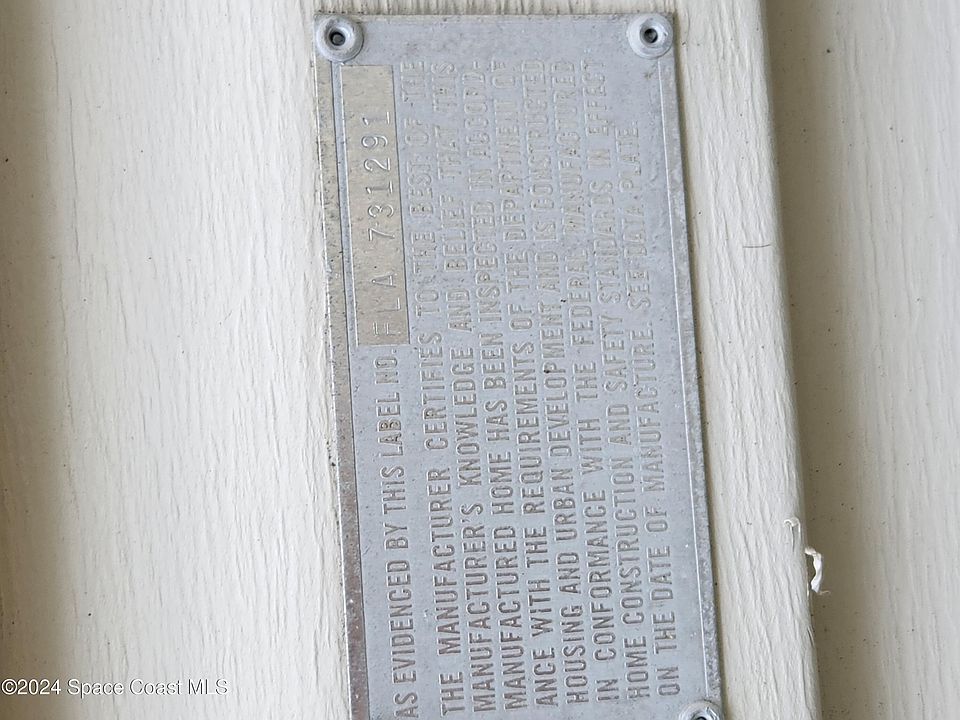 AS EVIDENCED BY THIS LABEL NO. FLA 731291
THE MANUFACTURER CERTIFIES TO THE BEST OF THE
MANUFACTURER'S KNOWLEDGE AND BELIEF THAT THIS
MANUFACTURED HOME HAS BEEN INSPECTED IN ACCORD-
ANCE WITH THE REQUIREMENTS OF THE DEPARTMENT OF
HOUSING AND URBAN DEVELOPMENT AND IS CONSTRUCTED
IN CONFORMANCE WITH THE FEDERAL MANUFACTURED
HOME CONSTRUCTION AND SAFETY STANDARDS IN EFFECT
ON THE DATE OF MANUFACTURE. SEE DATA PLATE.
©2024 Space Coast MLS